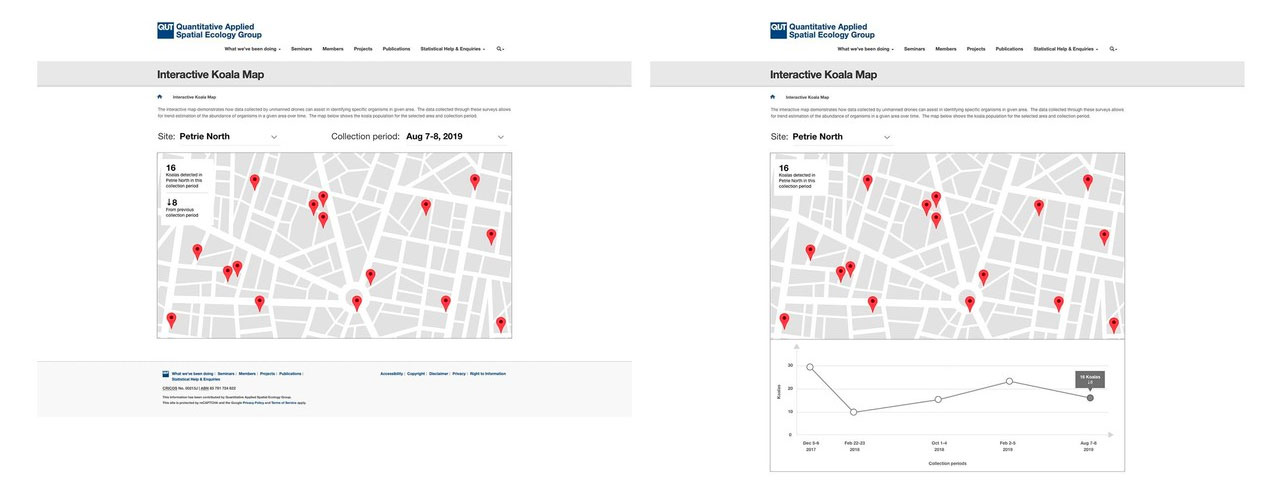 QUT Quantitative Applied
Spatial Ecology Group
What we've been doing Seminars Members Projects Publications Statistical Help & Enquiries
Interactive Koala Map
Interactive Koala Map
The interactive map demonstrates how data collected by unmanned drones can assist in identifying specific organisms in given area. The data collected through these surveys allows
for trend estimation of the abundance of organisms in a given area over time. The map below shows the koala population for the selected area and collection period.
Site: Petrie North Collection period: Aug 7-8, 2019
16
Koalas detected in
Petrie North in this
collection period
↓8
From previous
collection period
QUT What we've been doing | Seminars | Members | Projects | Publications |
Statistical Help & Enquiries
Accessibility | Copyright | Disclaimer | Privacy | Right to Information
CRICOS No. 00213J | ABN 83 791 724 622
This information has been contributed by Quantitative Applied Spatial Ecology Group.
This site is protected by reCAPTCHA and the Google Privacy Policy and Terms of Service apply.
QUT Quantitative Applied
Spatial Ecology Group
What we've been doing Seminars Members Projects Publications Statistical Help & Enquiries
Interactive Koala Map
Interactive Koala Map
The interactive map demonstrates how data collected by unmanned drones can assist in identifying specific organisms in given area. The data collected through these surveys allows
for trend estimation of the abundance of organisms in a given area over time. The map below shows the koala population for the selected area and collection period.
Site: Petrie North
16
Koalas detected in
Petrie North in this
collection period
30
20
10
0
Koalas
16 Koalas
↓8
Dec 5-6
2017
Feb 22-23
2018
Oct 1-4
2018
Feb 2-5
2019
Aug 7-8
2019
Collection periods